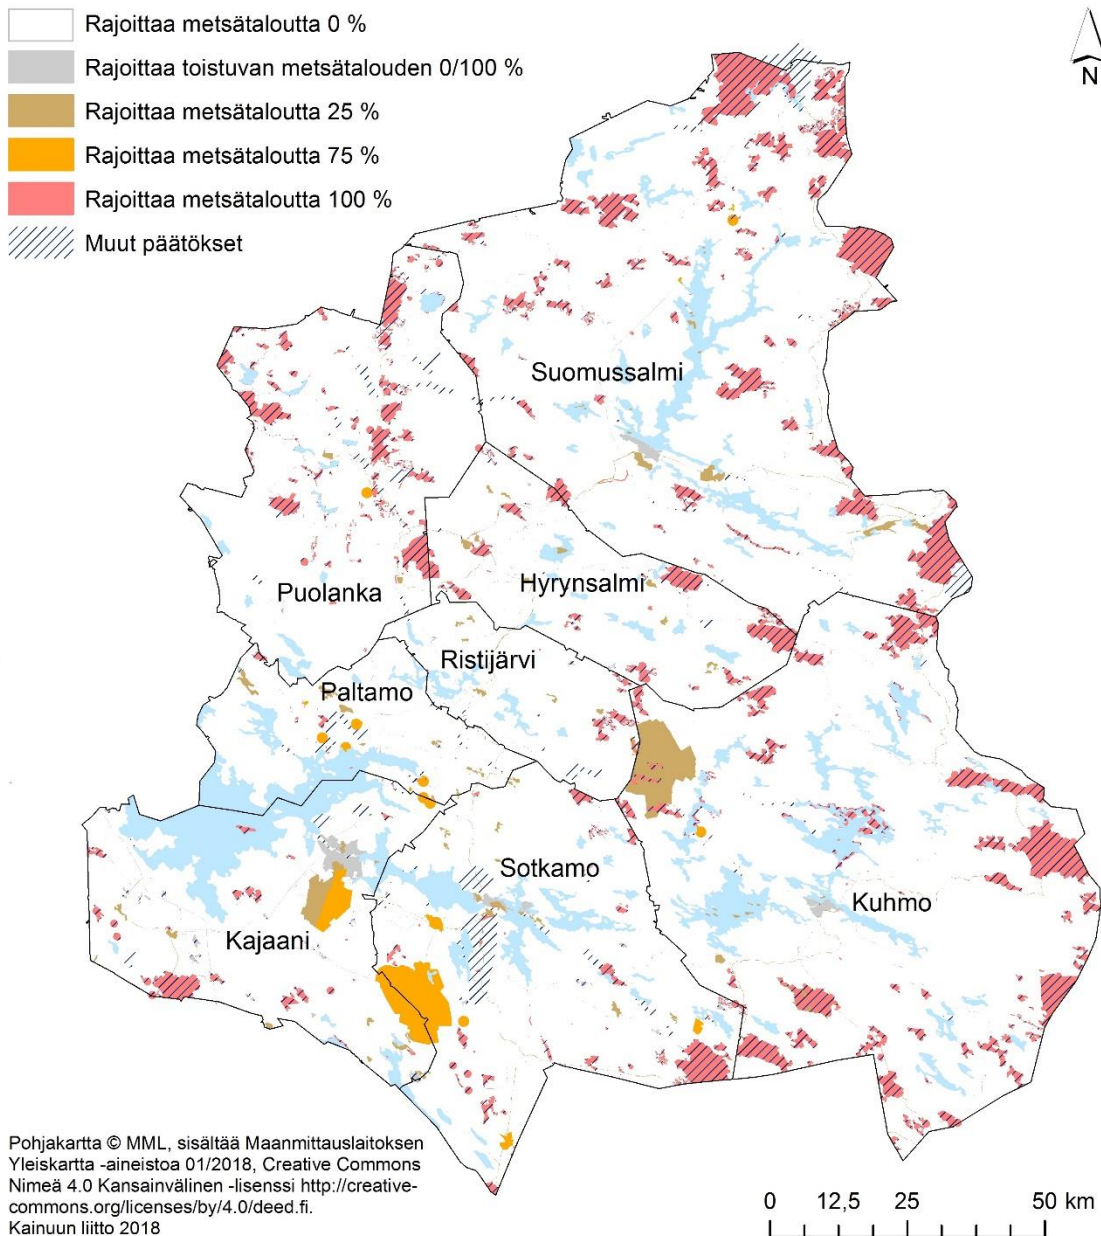 Rajoittaa metsätaloutta 0 %
Rajoittaa toistuvan metsätalouden 0/100 %
Rajoittaa metsätaloutta 25 %
Rajoittaa metsätaloutta 75 %
Rajoittaa metsätaloutta 100 %
Muut päätökset
N
Suomussalmi
Puolanka
Hyrynsalmi
Ristijärvi
Paltamo
Sotkamo
Kuhmo
Kajaani
Pohjakartta © MML, sisältää Maanmittauslaitoksen
Yleiskartta -aineistoa 01/2018, Creative Commons
Nimeä 4.0 Kansainvälinen -lisenssi http://creative-
commons.org/licenses/by/4.0/deed.fi.
Kainuun liitto 2018
0 12,5 25 50 km